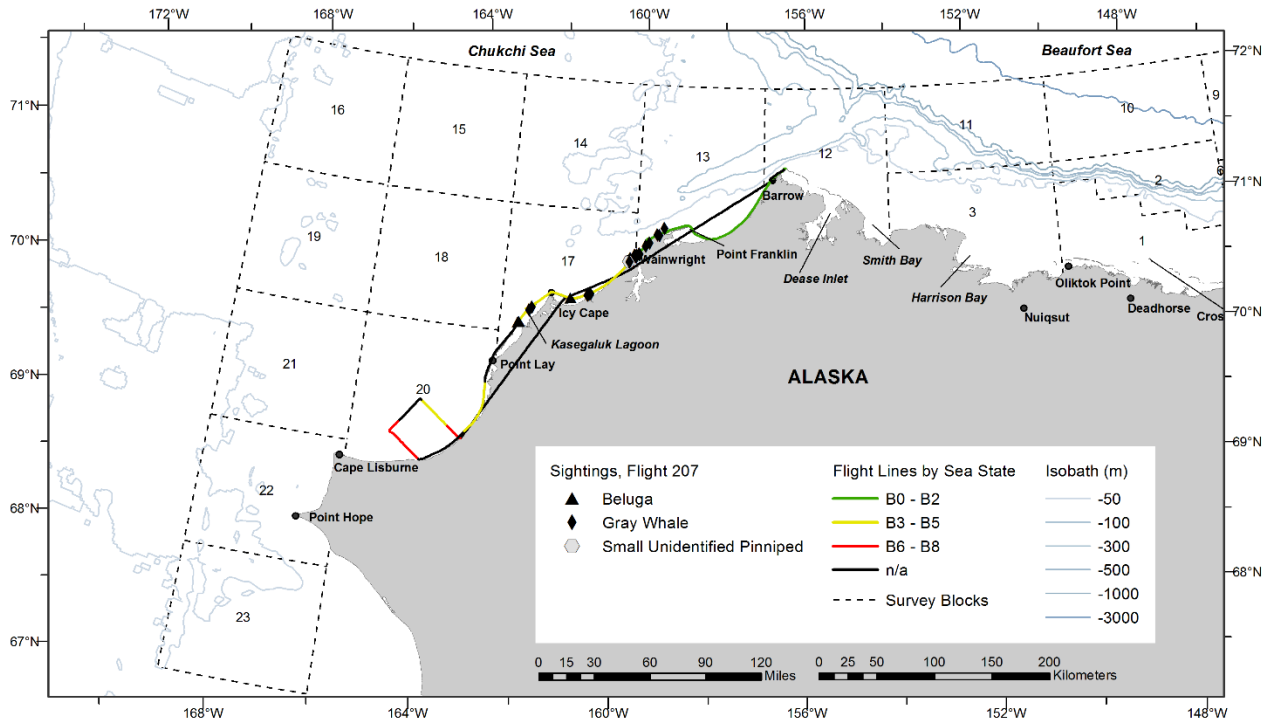 172°W
168°W
164°W
160°W
156°W
152°W
148°W
Chukchi Sea
Beaufort Sea
72°N
71°N
16
15
14
13
12
11
10
9
6
2
71°N
Barrow
3
1
70°N
19
18
17
Wainwright
Point Franklin
Dease Inlet
Smith Bay
Harrison Bay
Oliktok Point
Icy Cape
Nuiqsut
Deadhorse
Cros
70°N
Kasegaluk Lagoon
21
Point Lay
69°N
20
ALASKA
69°N
Cape Lisburne
22
68°N
Point Hope
68°N
23
67°N
Sightings, Flight 207
Beluga
Gray Whale
Small Unidentified Pinniped
Flight Lines by Sea State
B0 - B2
B3 - B5
B6 - B8
n/a
Survey Blocks
Isobath (m)
-50
-100
-300
-500
-1000
-3000
0 15 30 60 90 120
Miles
0 25 50 100 150 200
Kilometers
168°W
164°W
160°W
156°W
152°W
148°W